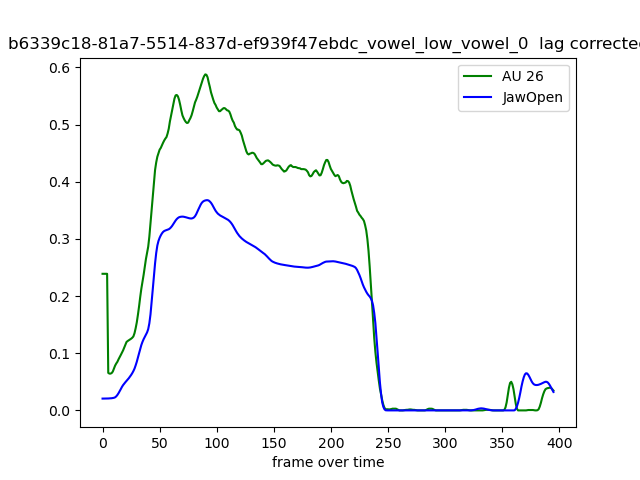 b6339c18-81a7-5514-837d-ef939f47ebdc_vowel_low_vowel_0 lag corrected
AU 26
JawOpen
0.6
0.5
0.4
0.3
0.2
0.1
0.0
0 50 100 150 200 250 300 350 400
frame over time